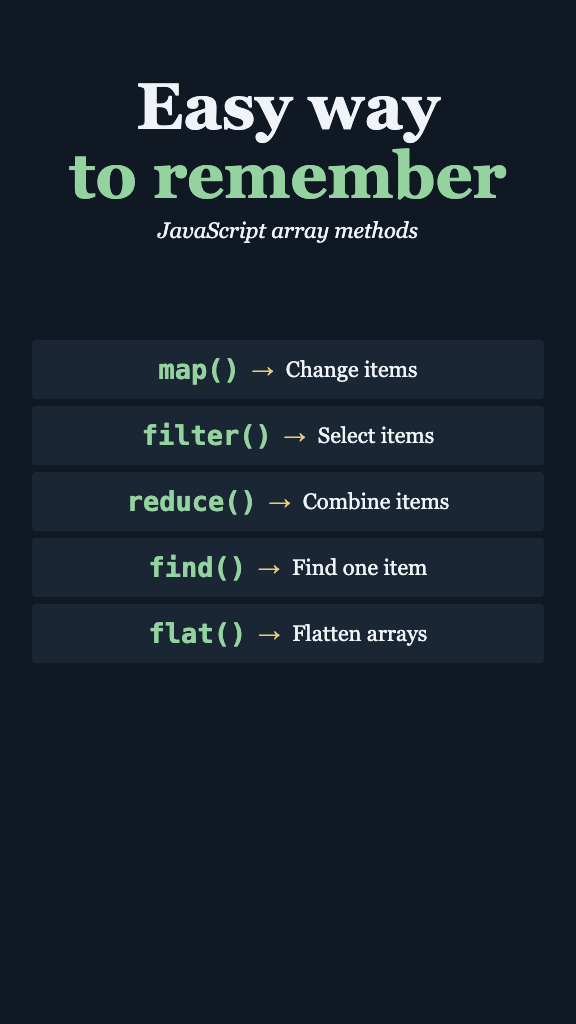 Easy way
to remember
JavaScript array methods
map() → Change items
filter() → Select items
reduce() → Combine items
find() → Find one item
flat() → Flatten arrays